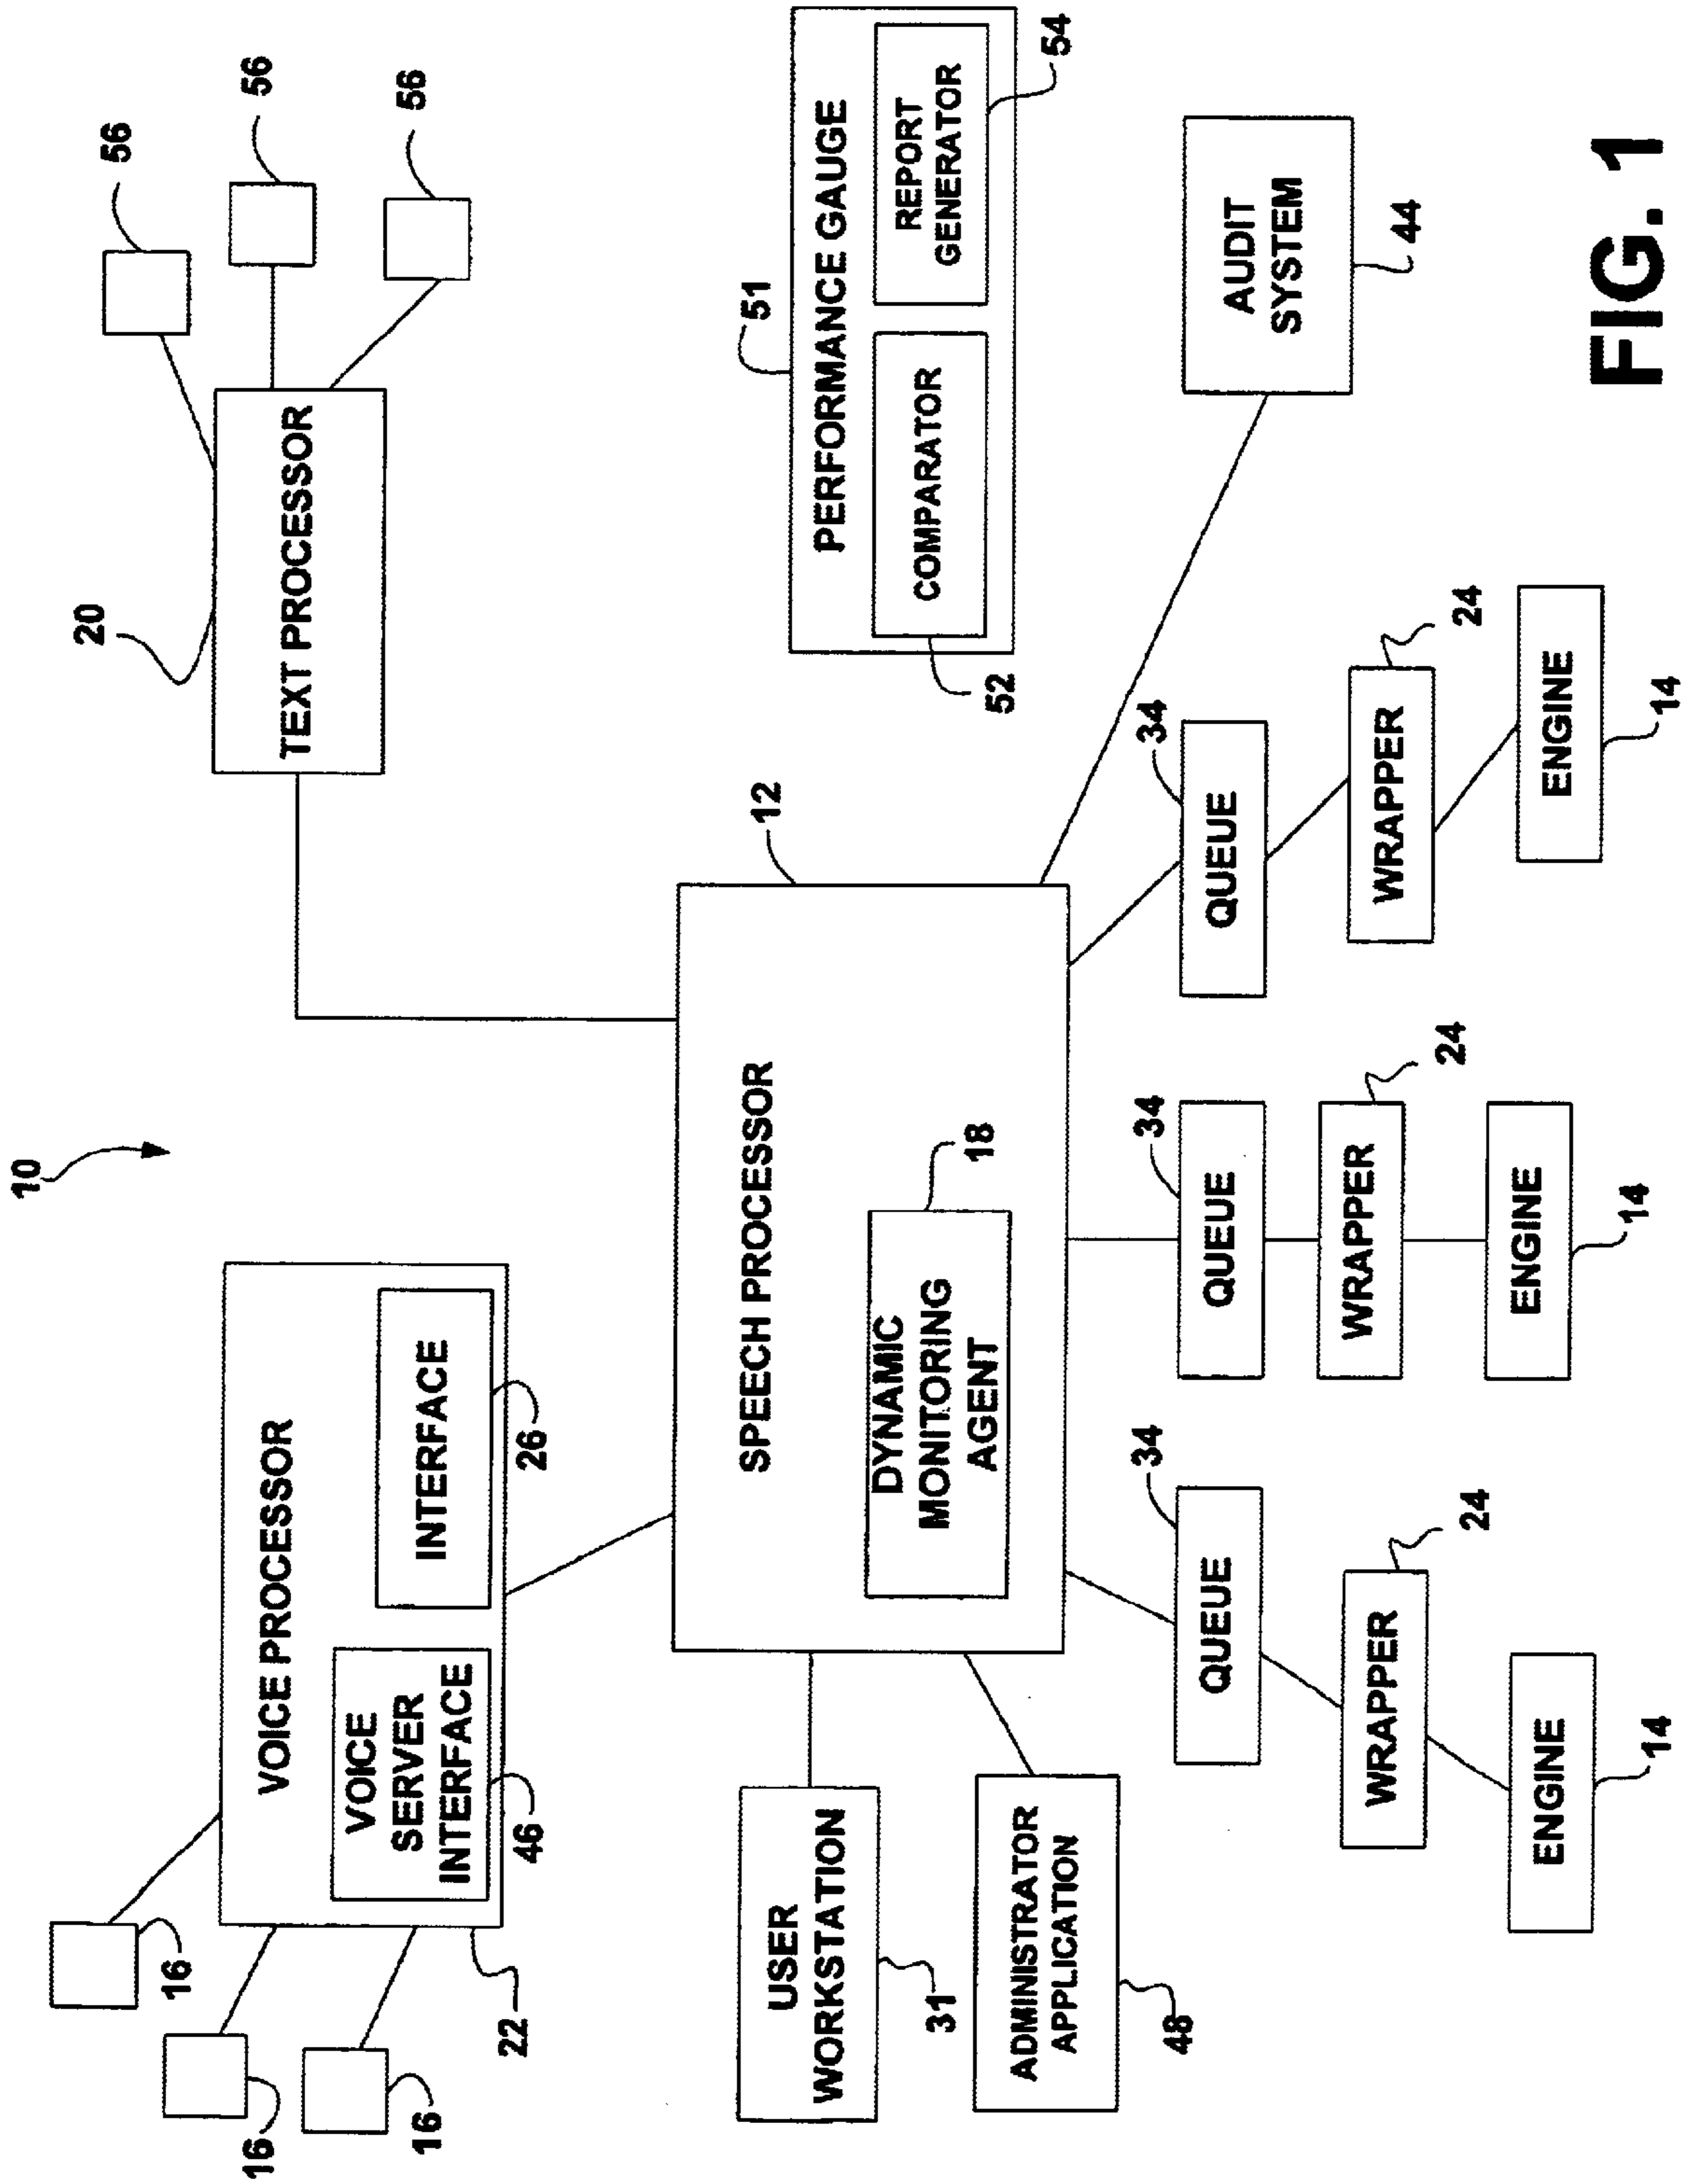 10
VOICE PROCESSOR
VOICE
SERVER
INTERFACE
46
INTERFACE
26
16
16
16
22
20
TEXT PROCESSOR
56
56
56
SPEECH PROCESSOR
12
DYNAMIC
MONITORING
AGENT
18
51
PERFORMANCE GAUGE
COMPARATOR
52
REPORT
GENERATOR
54
USER
WORKSTATION
31
ADMINISTRATOR
APPLICATION
48
AUDIT
SYSTEM
44
QUEUE
34
WRAPPER
24
ENGINE
14
QUEUE
34
WRAPPER
24
ENGINE
14
QUEUE
34
WRAPPER
24
ENGINE
14
FIG. 1